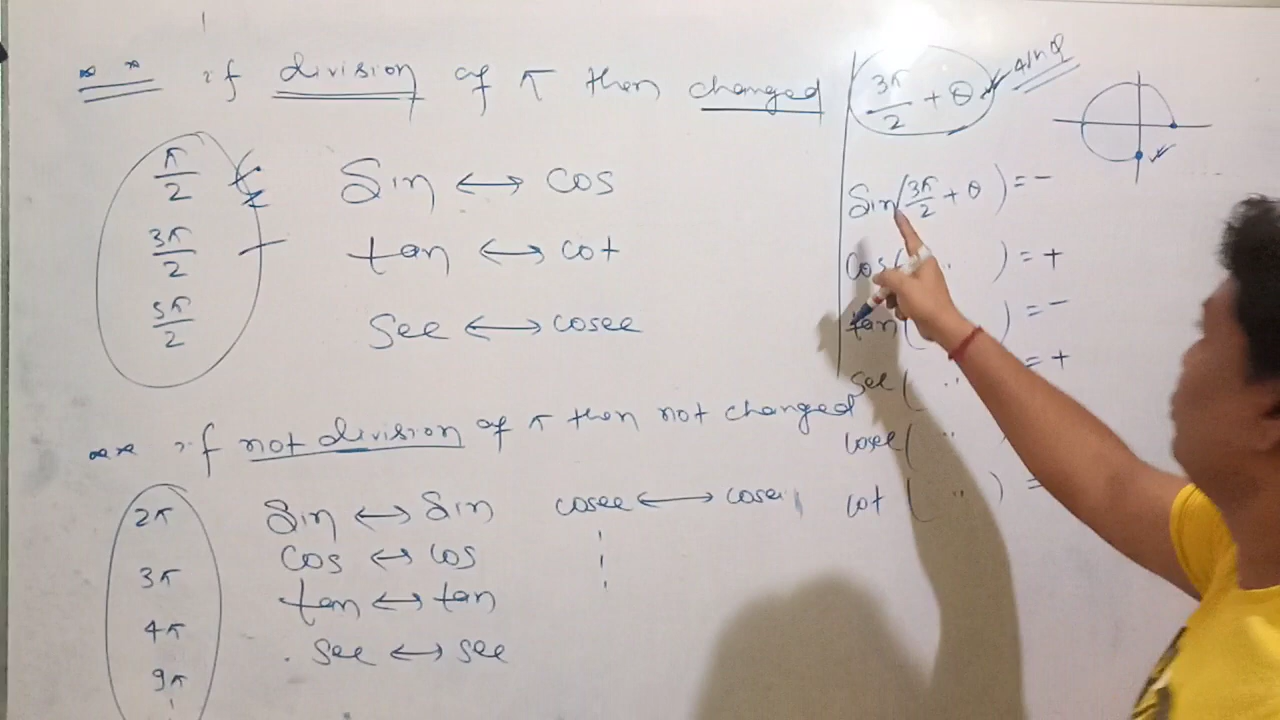 ** if division of π then changed
π/2
3π/2
5π/2
Sin ↔ cos
tan ↔ cot
Sec ↔ cosec
** if not division of π then not changed
2π
3π
4π
9π
Sin ↔ Sin
Cos ↔ Cos
tan ↔ tan
Sec ↔ sec
cosec ↔ cosec
3π/2 + θ
Sin(3π/2 + θ) = -
Cos( .. ) = +
tan( ) = -
Sec( .. ) = +
Cosec( ..
Cot ( .. ) =